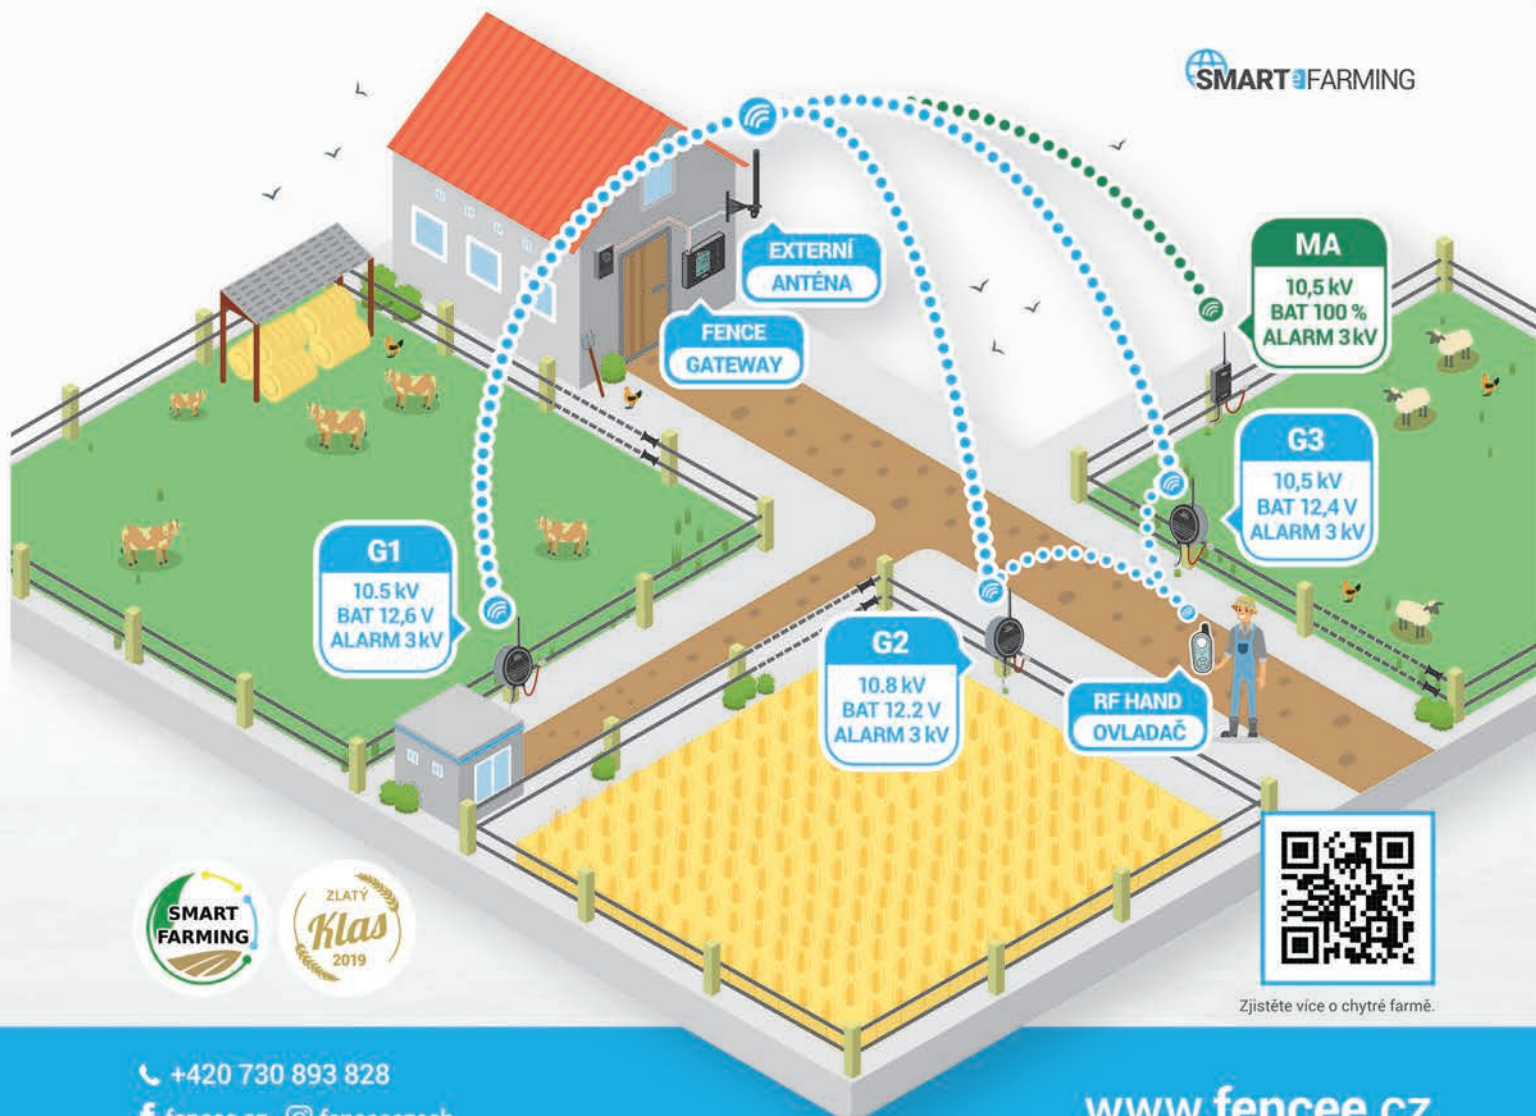 SMART FARMING
EXTERNÍ
ANTÉNA
FENCE
GATEWAY
MA
10,5 kV
BAT 100 %
ALARM 3 kV
G3
10,5 kV
BAT 12,4 V
ALARM 3 kV
G1
10.5 kV
BAT 12,6 V
ALARM 3 kV
G2
10.8 kV
BAT 12.2 V
ALARM 3 kV
RF HAND
OVLADAČ
SMART
FARMING
ZLATÝ
Klas
2019
Zjistěte více o chytré farmě.
+420 730 893 828
www.fencee.cz